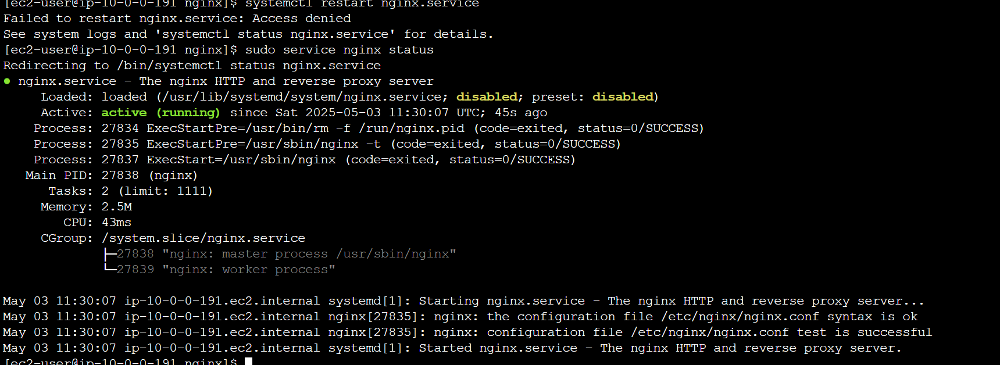 [ec2-user@ip-10-0-0-191 nginx]$ systemctl restart nginx.service
Failed to restart nginx.service: Access denied
See system logs and 'systemctl status nginx.service' for details.
[ec2-user@ip-10-0-0-191 nginx]$ sudo service nginx status
Redirecting to /bin/systemctl status nginx.service
● nginx.service - The nginx HTTP and reverse proxy server
     Loaded: loaded (/usr/lib/systemd/system/nginx.service; disabled; preset: disabled)
     Active: active (running) since Sat 2025-05-03 11:30:07 UTC; 45s ago
    Process: 27834 ExecStartPre=/usr/bin/rm -f /run/nginx.pid (code=exited, status=0/SUCCESS)
    Process: 27835 ExecStartPre=/usr/sbin/nginx -t (code=exited, status=0/SUCCESS)
    Process: 27837 ExecStart=/usr/sbin/nginx (code=exited, status=0/SUCCESS)
   Main PID: 27838 (nginx)
      Tasks: 2 (limit: 1111)
     Memory: 2.5M
        CPU: 43ms
     CGroup: /system.slice/nginx.service
             ├─27838 "nginx: master process /usr/sbin/nginx"
             └─27839 "nginx: worker process"
May 03 11:30:07 ip-10-0-0-191.ec2.internal systemd[1]: Starting nginx.service - The nginx HTTP and reverse proxy server...
May 03 11:30:07 ip-10-0-0-191.ec2.internal nginx[27835]: nginx: the configuration file /etc/nginx/nginx.conf syntax is ok
May 03 11:30:07 ip-10-0-0-191.ec2.internal nginx[27835]: nginx: configuration file /etc/nginx/nginx.conf test is successful
May 03 11:30:07 ip-10-0-0-191.ec2.internal systemd[1]: Started nginx.service - The nginx HTTP and reverse proxy server.
[ec2-user@ip-10-0-0-191 nginx]$